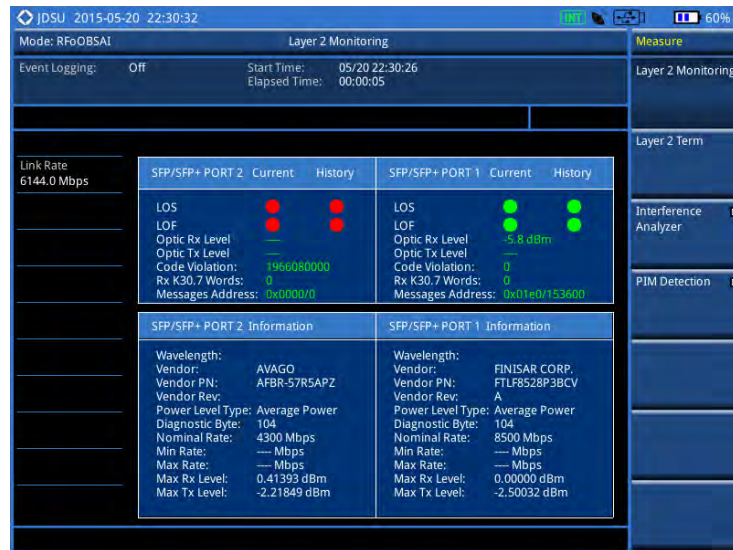 JDSU 2015-05-20 22:30:32 INT 60%
Mode: RFoOBSAI Layer 2 Monitoring Measure
Event Logging: Off Start Time: 05/20 22:30:26
Elapsed Time: 00:00:05
Layer 2 Monitoring
Layer 2 Term
Interference
Analyzer
PIM Detection
Link Rate
6144.0 Mbps
SFP/SFP+ PORT 2 Current History
LOS
LOF
Optic Rx Level ----
Optic Tx Level ----
Code Violation: 1966080000
Rx K30.7 Words: 0
Messages Address: 0x0000/0
SFP/SFP+ PORT 1 Current History
LOS
LOF
Optic Rx Level -5.8 dBm
Optic Tx Level ----
Code Violation: 0
Rx K30.7 Words: 0
Messages Address: 0x01e0/153600
SFP/SFP+ PORT 2 Information
Wavelength:
Vendor: AVAGO
Vendor PN: AFBR-57R5APZ
Vendor Rev:
Power Level Type: Average Power
Diagnostic Byte: 104
Nominal Rate: 4300 Mbps
Min Rate: ---- Mbps
Max Rate: ---- Mbps
Max Rx Level: 0.41393 dBm
Max Tx Level: -2.21849 dBm
SFP/SFP+ PORT 1 Information
Wavelength:
Vendor: FINISAR CORP.
Vendor PN: FTLF8528P3BCV
Vendor Rev: A
Power Level Type: Average Power
Diagnostic Byte: 104
Nominal Rate: 8500 Mbps
Min Rate: ---- Mbps
Max Rate: ---- Mbps
Max Rx Level: 0.00000 dBm
Max Tx Level: -2.50032 dBm